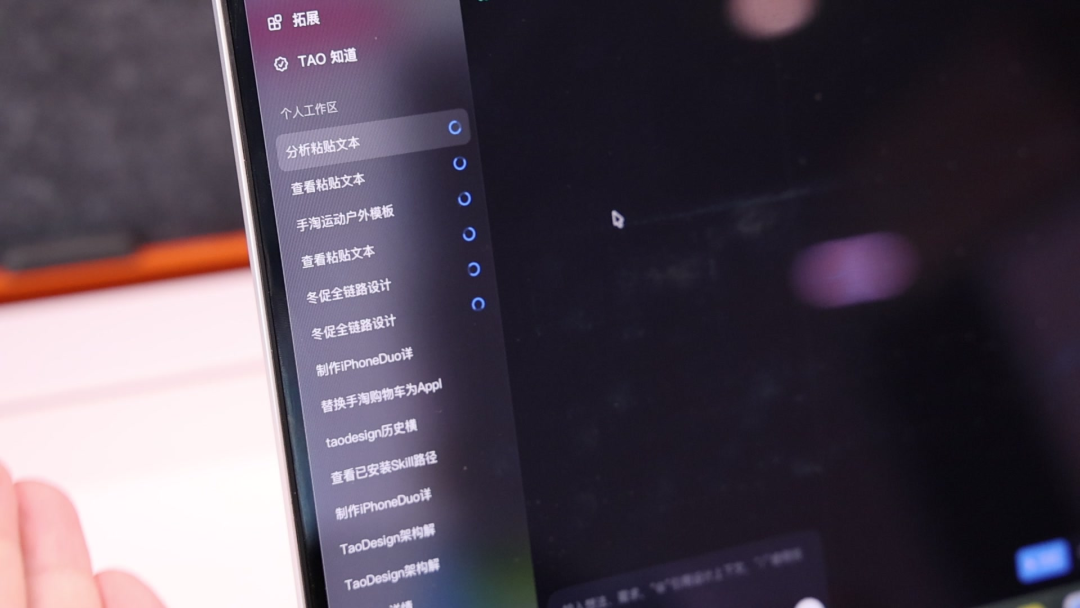 拓展
TAO 知道
个人工作区
分析粘贴文本
查看粘贴文本
手淘运动户外模板
查看粘贴文本
冬促全链路设计
冬促全链路设计
制作iPhoneDuo详
替换手淘购物车为Appl
taodesign历史横
查看已安装Skill路径
制作iPhoneDuo详
TaoDesign架构解
TaoDesign架构解